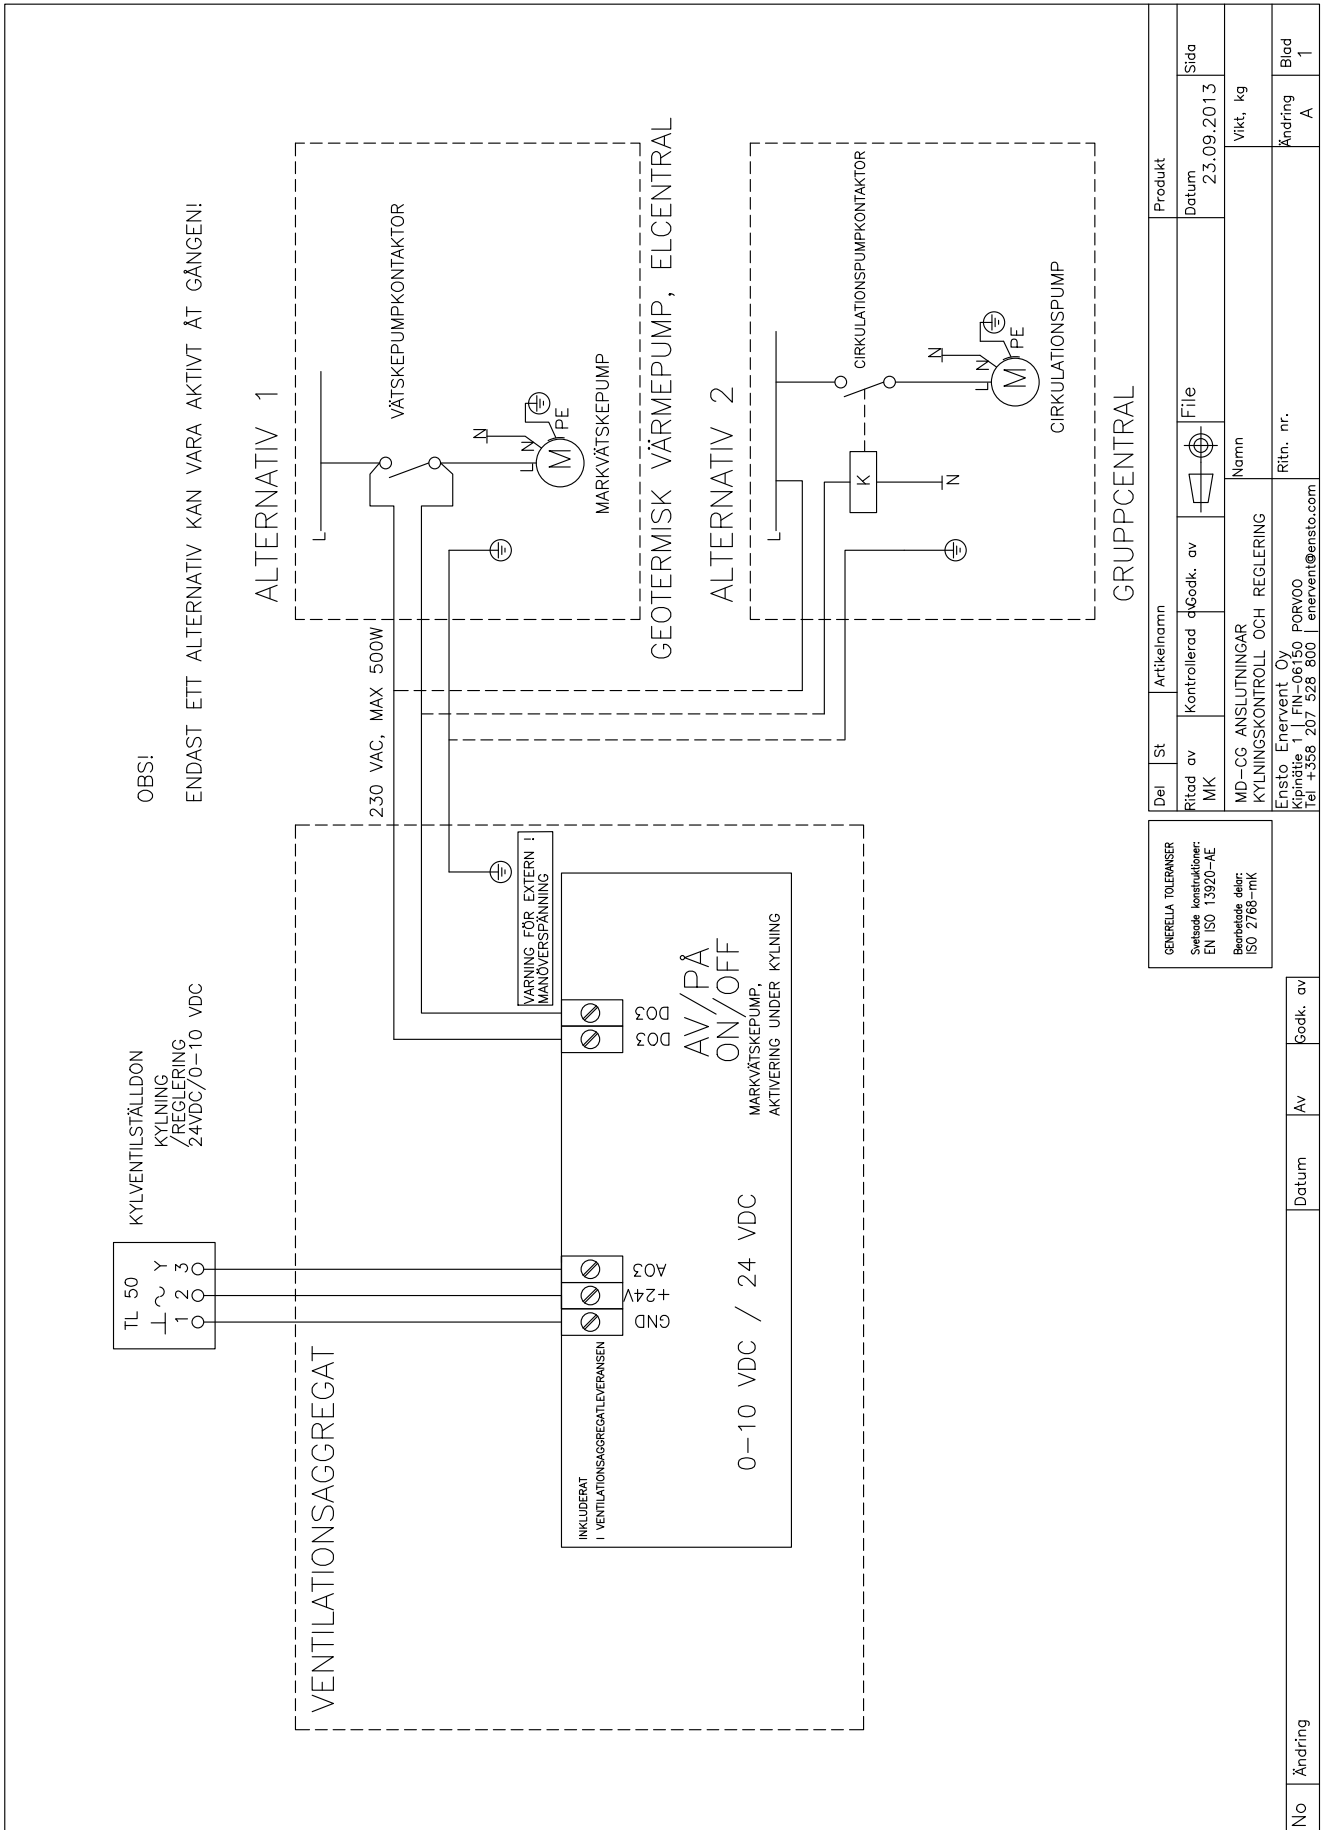 OBS!
ENDAST ETT ALTERNATIV KAN VARA AKTIVT ÅT GÅNGEN!
KYLVENTILSTÄLLDON
KYLNING
/REGLERING
24VDC/0-10 VDC
TL 50
⊥ ~ Y
1 2 3
VENTILATIONSAGGREGAT
INKLUDERAT
I VENTILATIONSAGGREGATLEVERANSEN
GND
+24V
AO3
0-10 VDC / 24 VDC
DO3
DO3
AV/PÅ
ON/OFF
MARKVÄTSKEPUMP,
AKTIVERING UNDER KYLNING
VARNING FÖR EXTERN !
MANÖVERSPÄNNING
230 VAC, MAX 500W
ALTERNATIV 1
L
VÄTSKEPUMPKONTAKTOR
N
L N
PE
M
MARKVÄTSKEPUMP
GEOTERMISK VÄRMEPUMP, ELCENTRAL
ALTERNATIV 2
L
CIRKULATIONSPUMPKONTAKTOR
K
N
N
L N
PE
M
CIRKULATIONSPUMP
GRUPPCENTRAL
GENERELLA TOLERANSER
Svetsade konstruktioner:
EN ISO 13920-AE
Bearbetade delar:
ISO 2768-mK
Del St Artikelnamn Produkt
Ritad av Kontrollerad av Godk. av File Datum Sida
MK 23.09.2013
MD-CG ANSLUTNINGAR Namn Vikt, kg
KYLNINGSKONTROLL OCH REGLERING
Ensto Enervent Oy Ritn. nr. Ändring Blad
Kipinätie 1 | FIN-06150 PORVOO A 1
Tel +358 207 528 800 | enervent@ensto.com
No Ändring Datum Av Godk. av